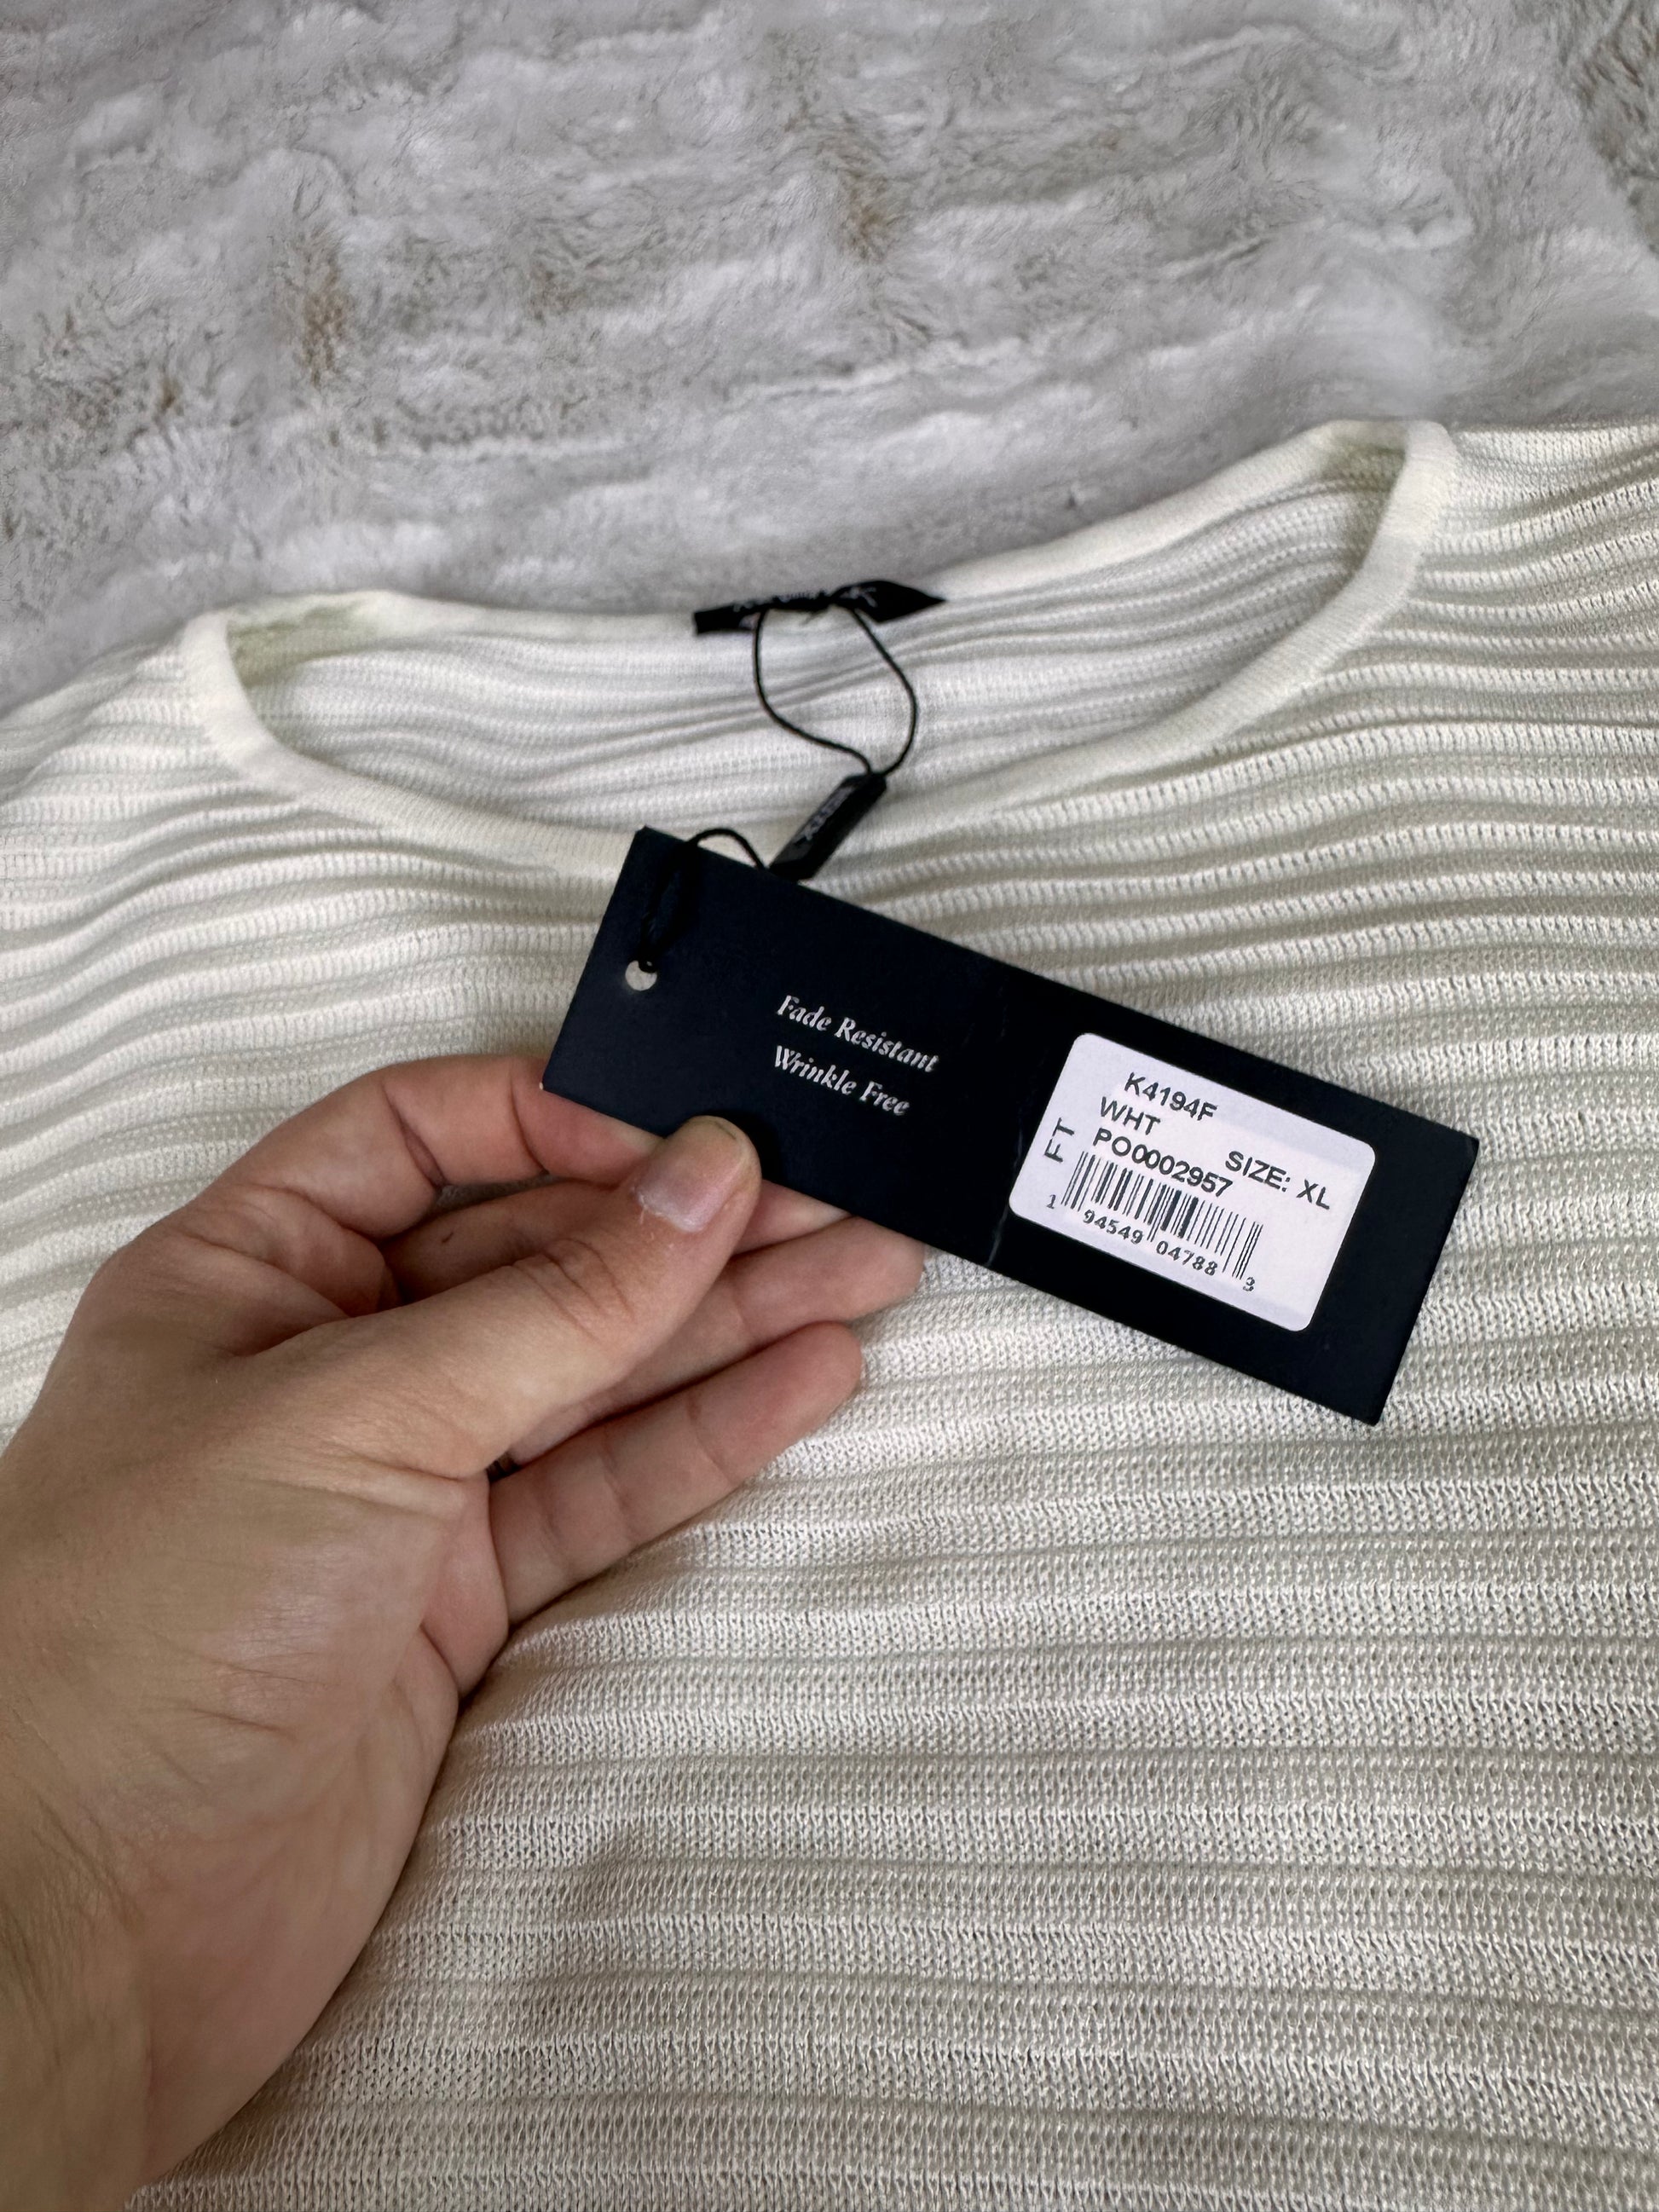 Fade Resistant
Wrinkle Free
K4194F
WHT
PO0002957
SIZE: XL
FT
1 94549 04788 3